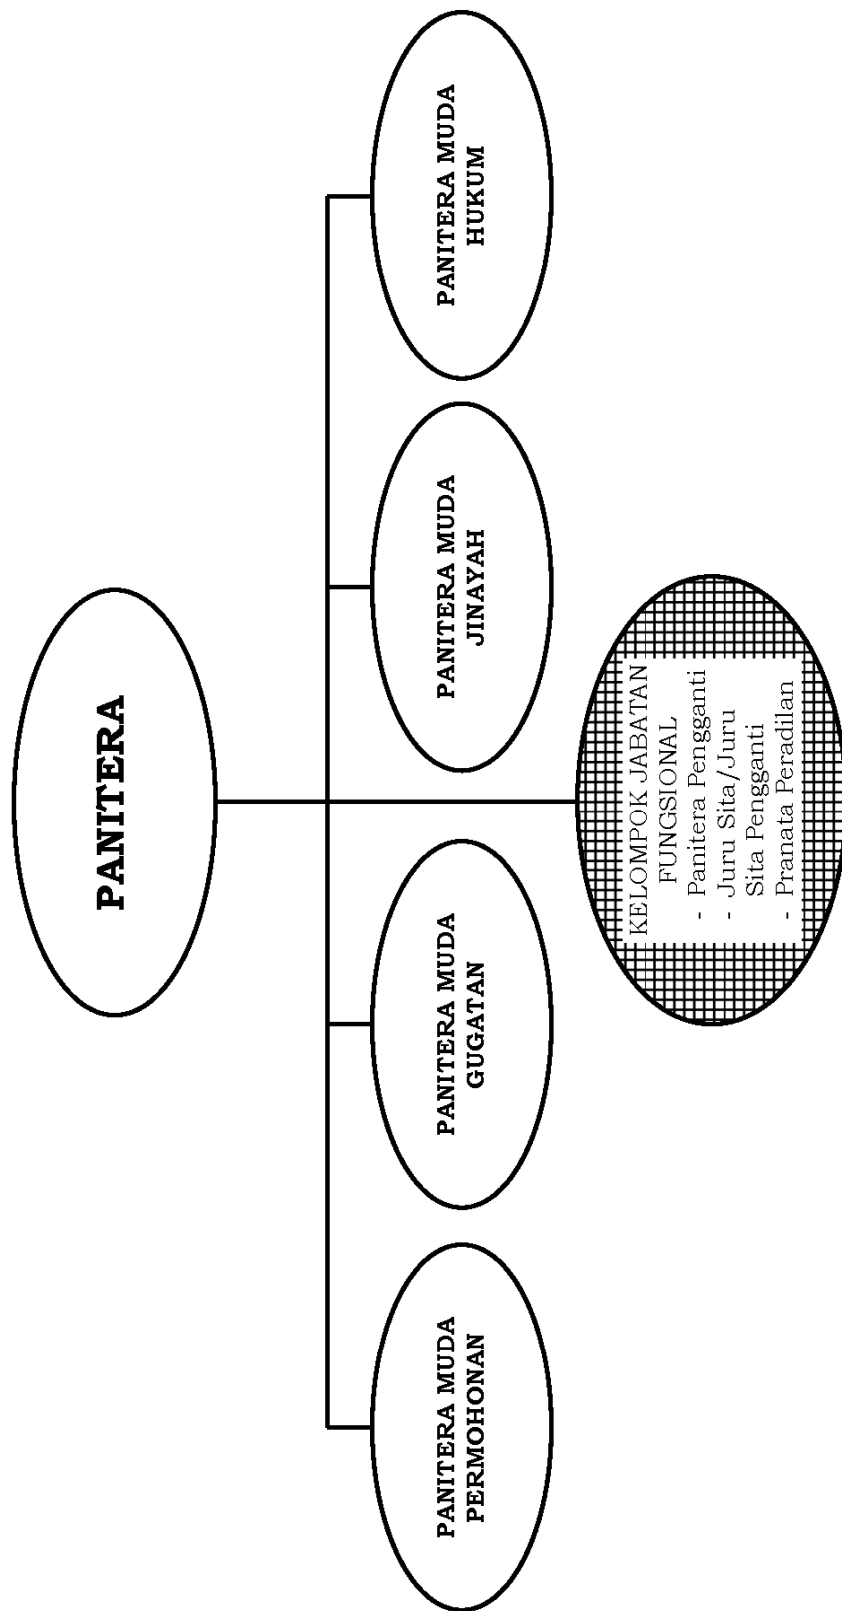 PANITERA
PANITERA MUDA
PERMOHONAN
PANITERA MUDA
GUGATAN
PANITERA MUDA
JINAYAH
PANITERA MUDA
HUKUM
KELOMPOK JABATAN
FUNGSIONAL
- Panitera Pengganti
- Juru Sita/Juru
Sita Pengganti
- Pranata Peradilan